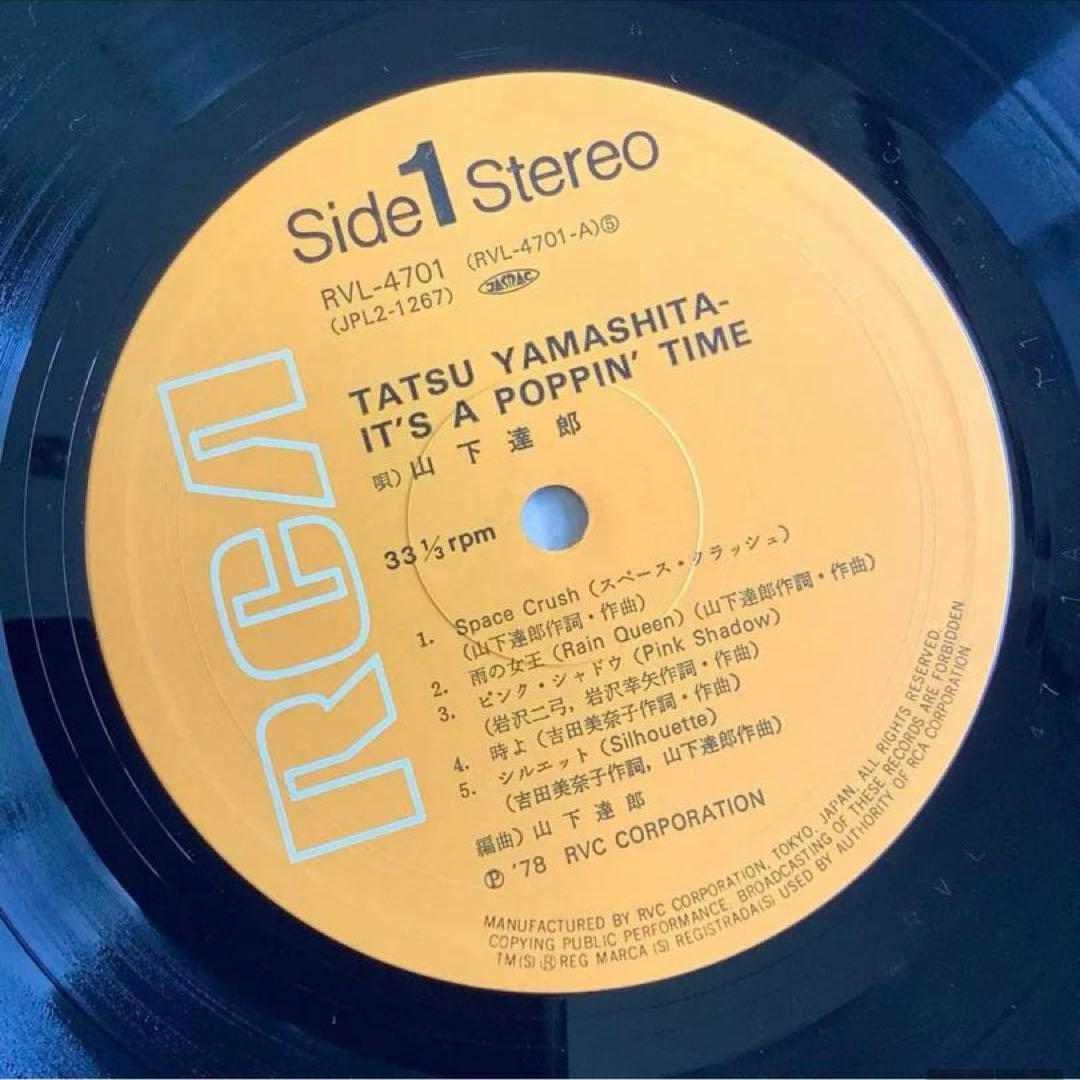 Side 1 Stereo
RVL-4701 (RVL-4701-A)⑤
(JPL2-1267) JASRAC
TATSU YAMASHITA-
IT'S A POPPIN' TIME
唄)山下達郎
33 ⅓ rpm
1. Space Crush (スペース・クラッシュ)
(山下達郎作詞・作曲)
2. 雨の女王 (Rain Queen) (山下達郎作詞・作曲)
3. ピンク・シャドウ (Pink Shadow)
(岩沢二弓, 岩沢幸矢作詞・作曲)
4. 時よ (吉田美奈子作詞・作曲)
5. シルエット (Silhouette)
(吉田美奈子作詞, 山下達郎作曲)
編曲)山下達郎
Ⓟ '78 RVC CORPORATION
MANUFACTURED BY RVC CORPORATION, TOKYO, JAPAN. ALL RIGHTS RESERVED.
COPYING PUBLIC PERFORMANCE, BROADCASTING OF THESE RECORDS ARE FORBIDDEN
TM(S) ® REG MARCA (S) REGISTRADA(S) USED BY AUTHORITY OF RCA CORPORATION.
RCA